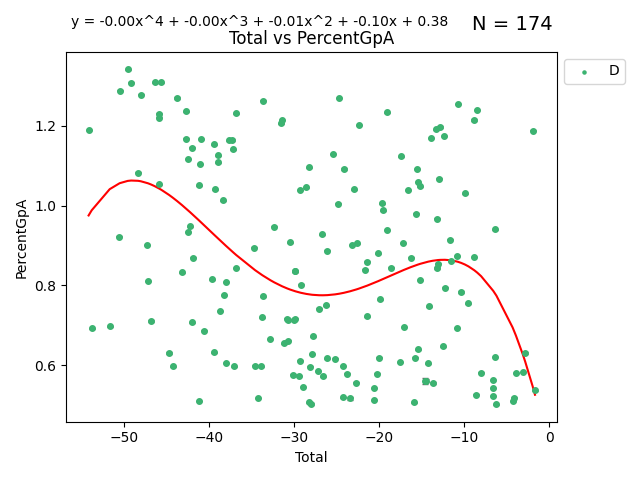 y = -0.00x^4 + -0.00x^3 + -0.01x^2 + -0.10x + 0.38
N = 174
Total vs PercentGpA
D
PercentGpA
1.2
1.0
0.8
0.6
−50
−40
−30
−20
−10
0
Total